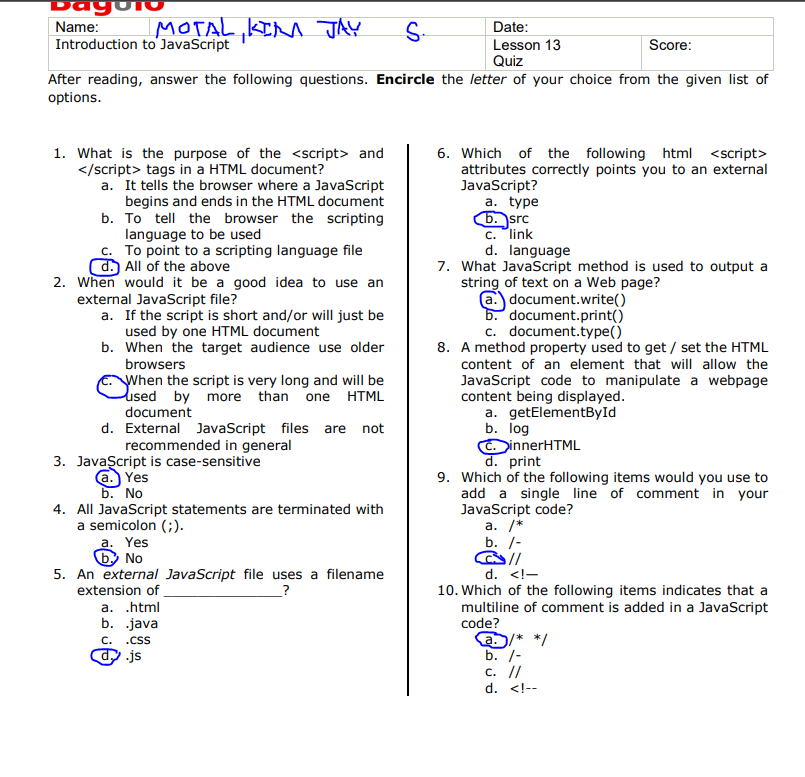 Baguio
Name: MOTAL, KIM JAY S. Date:
Introduction to JavaScript Lesson 13 Score:
Quiz
After reading, answer the following questions. Encircle the letter of your choice from the given list of
options.
1. What is the purpose of the <script> and
</script> tags in a HTML document?
a. It tells the browser where a JavaScript
begins and ends in the HTML document
b. To tell the browser the scripting
language to be used
c. To point to a scripting language file
d. All of the above
2. When would it be a good idea to use an
external JavaScript file?
a. If the script is short and/or will just be
used by one HTML document
b. When the target audience use older
browsers
c. When the script is very long and will be
used by more than one HTML
document
d. External JavaScript files are not
recommended in general
3. JavaScript is case-sensitive
a. Yes
b. No
4. All JavaScript statements are terminated with
a semicolon (;).
a. Yes
b. No
5. An external JavaScript file uses a filename
extension of ________________?
a. .html
b. .java
c. .css
d. .js
6. Which of the following html <script>
attributes correctly points you to an external
JavaScript?
a. type
b. src
c. link
d. language
7. What JavaScript method is used to output a
string of text on a Web page?
a. document.write()
b. document.print()
c. document.type()
8. A method property used to get / set the HTML
content of an element that will allow the
JavaScript code to manipulate a webpage
content being displayed.
a. getElementById
b. log
c. innerHTML
d. print
9. Which of the following items would you use to
add a single line of comment in your
JavaScript code?
a. /*
b. /-
c. //
d. <!—
10. Which of the following items indicates that a
multiline of comment is added in a JavaScript
code?
a. /* */
b. /-
c. //
d. <!--